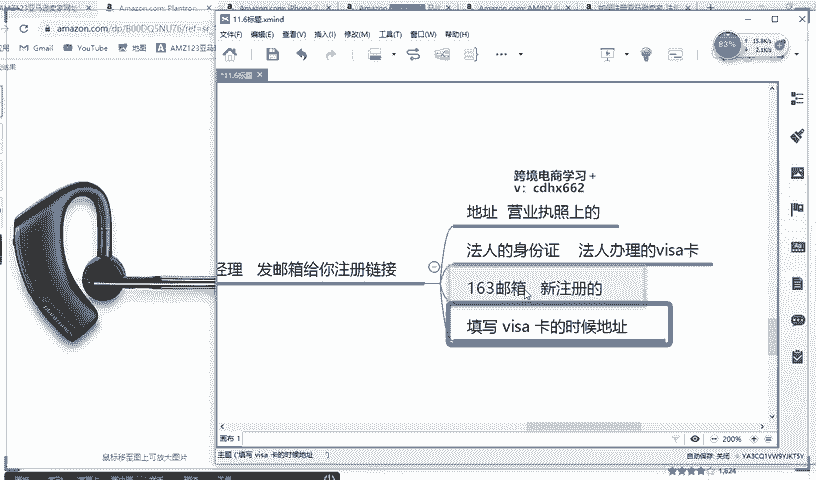 11.6标题.xmind
amazon.com/dp/B00DQ5NU76/ref=sr
Gmail YouTube 地图 AMZ123亚马
文件(F) 编辑(E) 查看(V) 插入(I) 修改(M) 工具(T) 窗口(W) 帮助(H)
83%
*11.6标题
跨境电商学习+
v: cdhx662
地址 营业执照上的
法人的身份证 法人办理的visa卡
经理 发邮箱给你注册链接
163邮箱、新注册的
填写 visa 卡的时候地址
画布 1
200%
鼠标移至图上可放大图片
主题 ("填写 visa 卡的时候地址 ")
自动保存: 关闭
YA3CQ1VW9YJKT5Y
1,624